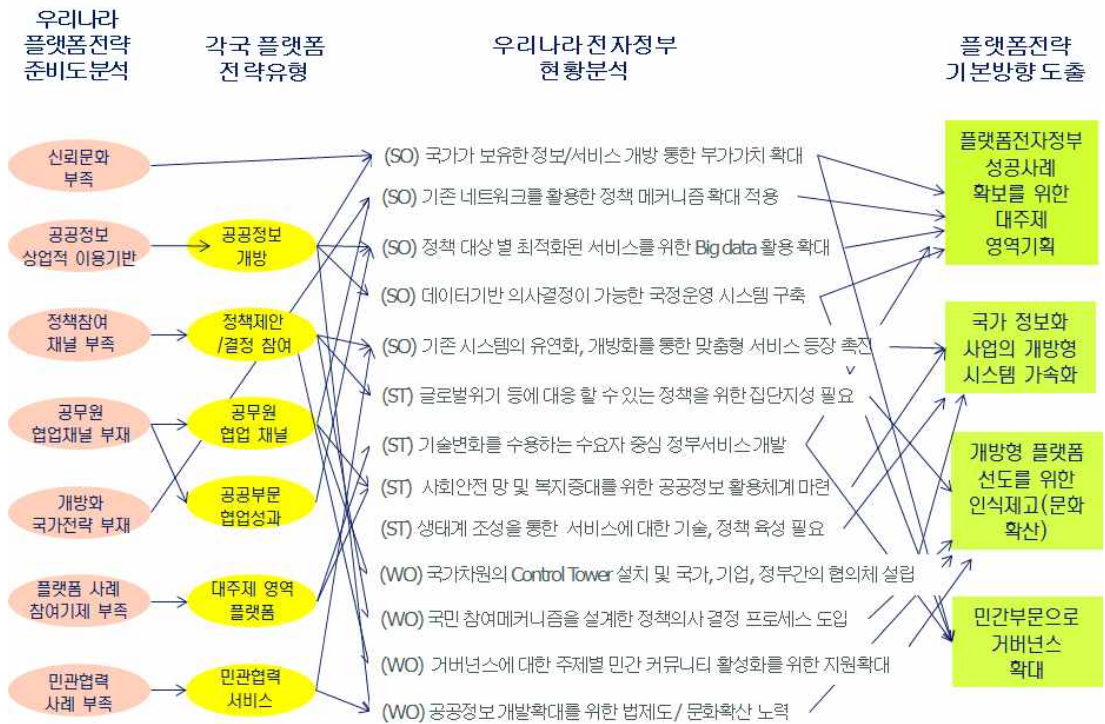 우리나라
플랫폼전략
준비도분석
각국 플랫폼
전략유형
우리나라전자정부
현황분석
플랫폼전략
기본방향 도출
신뢰문화
부족
공공정보
상업적 이용기반
정책참여
채널 부족
공무원
협업채널 부재
개방화
국가전략 부재
플랫폼 사례
참여기제 부족
민관협력
사례 부족
공공정보
개방
정책제안
/결정 참여
공무원
협업 채널
공공부문
협업성과
대주제 영역
플랫폼
민관협력
서비스
(SO) 국가가 보유한 정보/서비스 개방 통한 부가가치 확대
(SO) 기존 네트워크를 활용한 정책 메커니즘 확대 적용
(SO) 정책 대상 별 최적화된 서비스를 위한 Big data 활용 확대
(SO) 데이터기반 의사결정이 가능한 국정운영 시스템 구축
(SO) 기존 시스템의 유연화, 개방화를 통한 맞춤형 서비스 등장 촉진
(ST) 글로벌위기 등에 대응 할 수 있는 정책을 위한 집단지성 필요
(ST) 기술변화를 수용하는 수요자 중심 정부서비스 개발
(ST) 사회안전 망 및 복지증대를 위한 공공정보 활용체계 마련
(ST) 생태계 조성을 통한 서비스에 대한 기술, 정책 육성 필요
(WO) 국가차원의 Control Tower 설치 및 국가, 기업, 정부간의 협의체 설립
(WO) 국민 참여메커니즘을 설계한 정책의사 결정 프로세스 도입
(WO) 거버넌스에 대한 주제별 민간 커뮤니티 활성화를 위한 지원확대
(WO) 공공정보 개발확대를 위한 법제도/ 문화확산 노력
플랫폼전자정부
성공사례
확보를 위한
대주제
영역기획
국가 정보화
사업의 개방형
시스템 가속화
개방형 플랫폼
선도를 위한
인식제고(문화
확산)
민간부문으로
거버넌스
확대